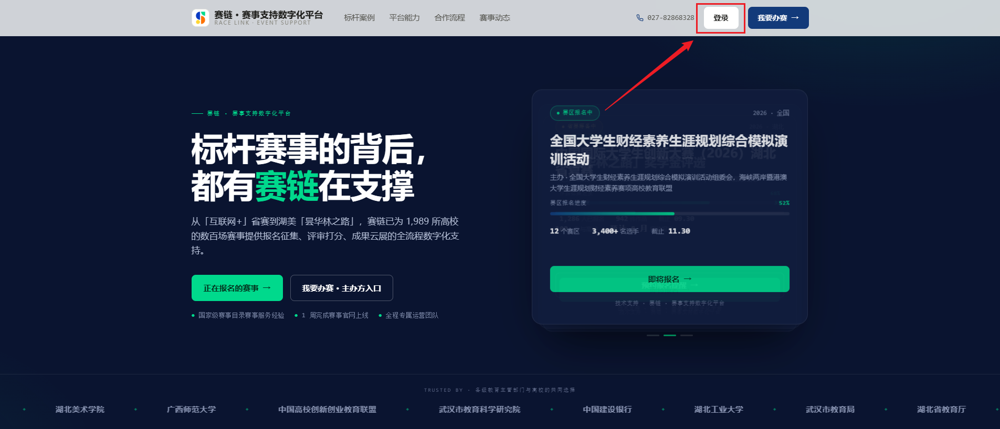 赛链·赛事支持数字化平台
RACE LINK · EVENT SUPPORT
标杆案例
平台能力
合作流程
赛事动态
027-82868328
登录
我要办赛 →
赛链 · 赛事支持数字化平台
标杆赛事的背后，
都有赛链在支撑
从「互联网+」省赛到湖美「昙华林之路」，赛链已为 1,989 所高校
的数百场赛事提供报名征集、评审打分、成果云展的全流程数字化支
持。
正在报名的赛事 →
我要办赛·主办方入口
国家级赛事目录赛事服务经验
1 周完成赛事官网上线
全程专属运营团队
赛区报名中
2026 · 全国
全国大学生财经素养生涯规划综合模拟演
训活动
主办 · 全国大学生财经素养生涯规划综合模拟演训活动组委会，海峡两岸暨港澳
大学生涯规划财经素养赛项高校教育联盟
赛区报名进度
52%
12 个赛区
3,400+ 名选手
截止 11.30
即将报名 →
技术支持 · 赛链 · 赛事支持数字化平台
TRUSTED BY · 各级教育主管部门与高校的共同选择
湖北美术学院
广西师范大学
中国高校创新创业教育联盟
武汉市教育科学研究院
中国建设银行
湖北工业大学
武汉市教育局
湖北省教育厅